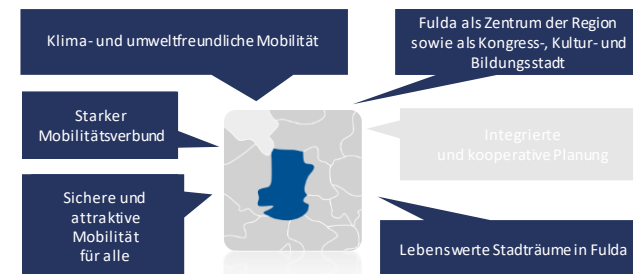 Klima- und umweltfreundliche Mobilität
Fulda als Zentrum der Region
sowie als Kongress-, Kultur- und
Bildungsstadt
Starker
Mobilitätsverbund
Integrierte
und kooperative Planung
Sichere und
attraktive
Mobilität
für alle
Lebenswerte Stadträume in Fulda